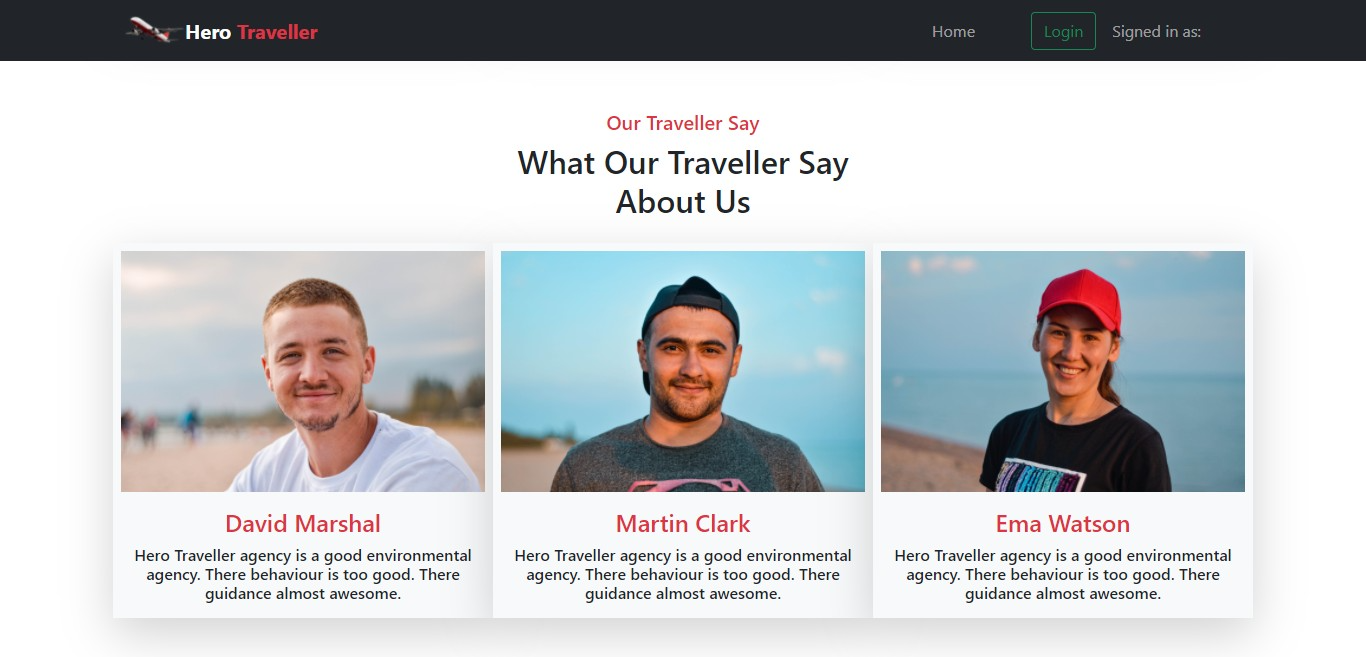 Hero Traveller
Home
Login
Signed in as:
Our Traveller Say
What Our Traveller Say
About Us
David Marshal
Hero Traveller agency is a good environmental
agency. There behaviour is too good. There
guidance almost awesome.
Martin Clark
Hero Traveller agency is a good environmental
agency. There behaviour is too good. There
guidance almost awesome.
Ema Watson
Hero Traveller agency is a good environmental
agency. There behaviour is too good. There
guidance almost awesome.